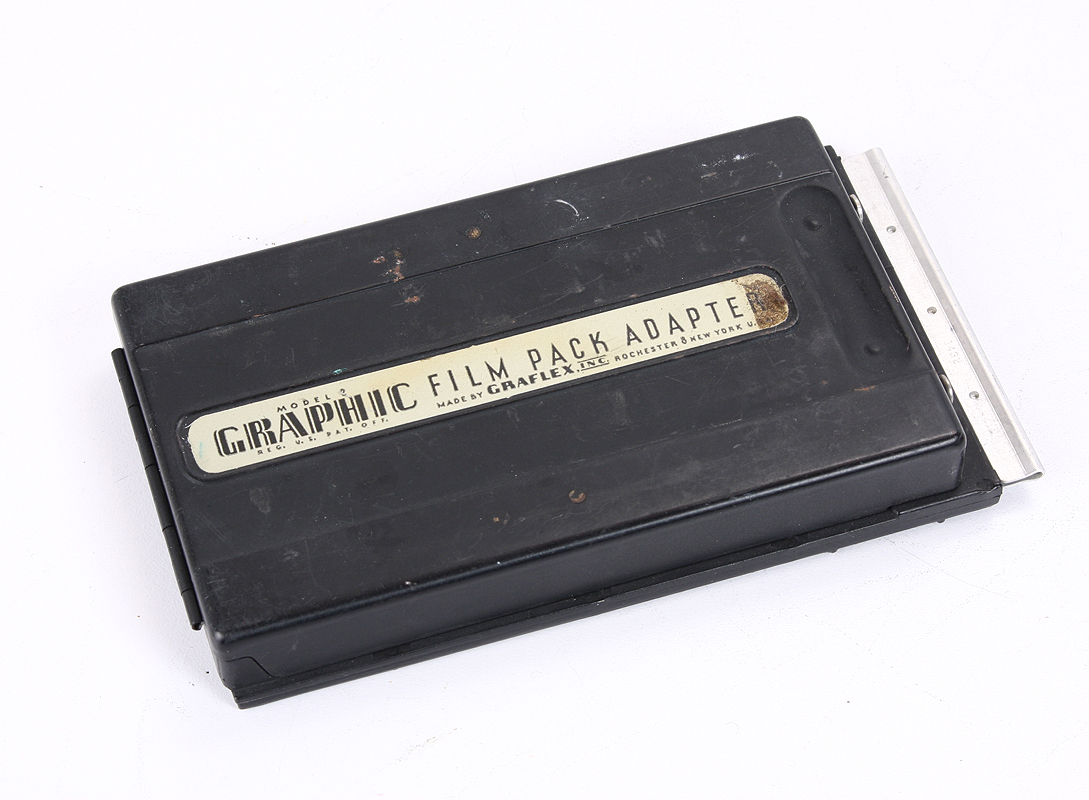 MODEL 2
GRAPHIC FILM PACK ADAPTE
REG. U.S. PAT. OFF. MADE BY GRAFLEX, INC. ROCHESTER 8 NEW YORK U.